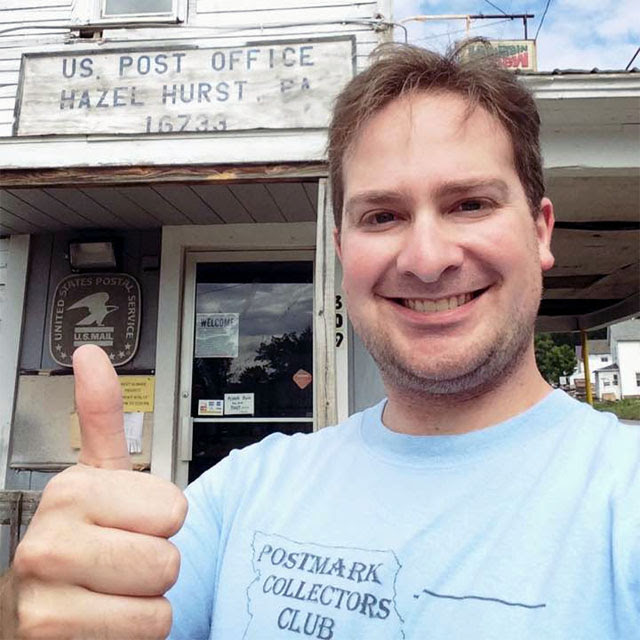 US POST OFFICE
HAZEL HURST PA
16733
UNITED STATES POSTAL SERVICE
U.S. MAIL
WELCOME
309
POSTMARK
COLLECTORS
CLUB